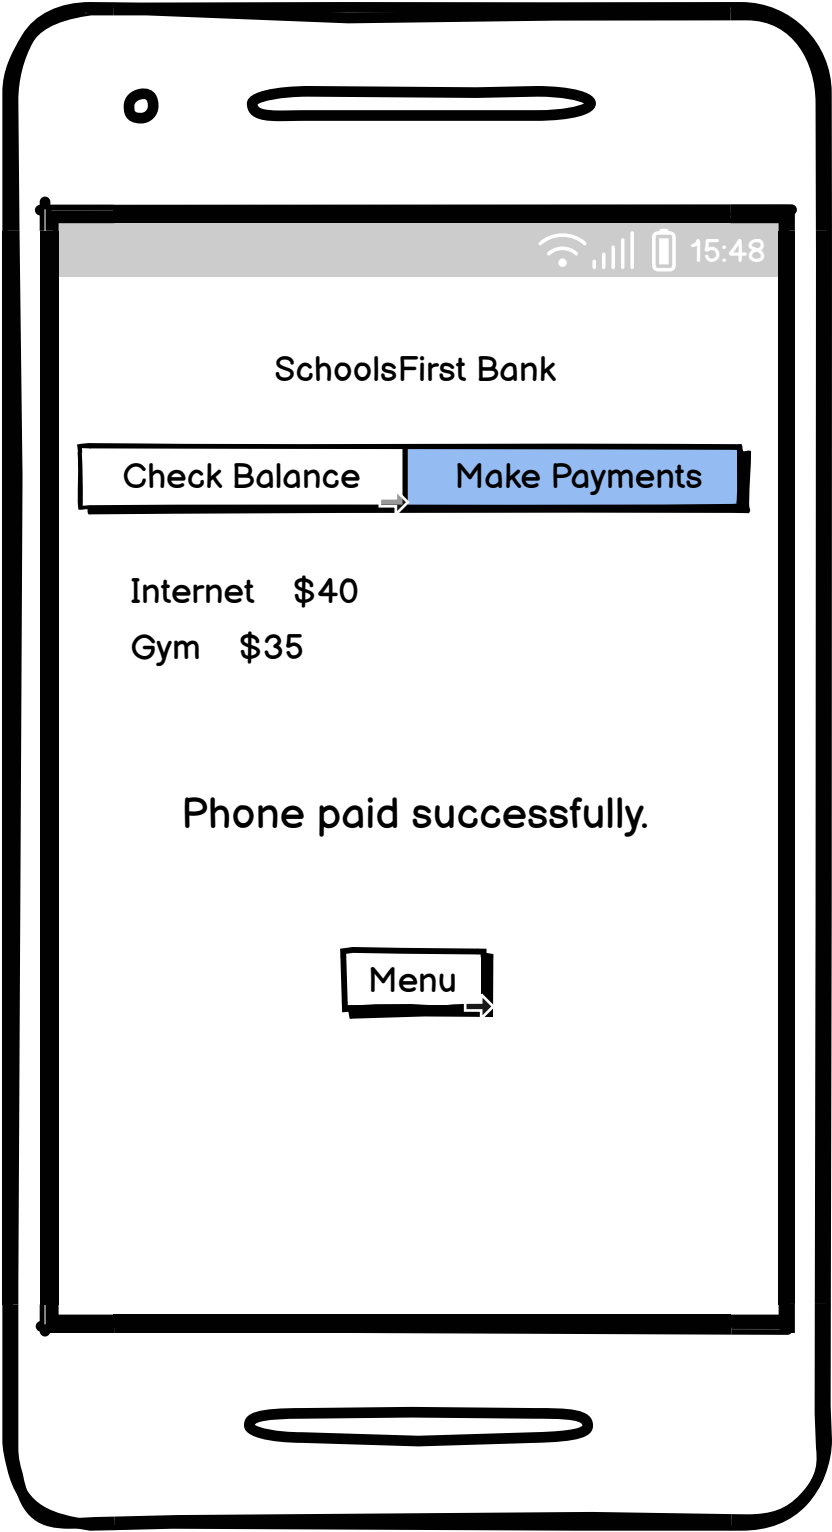 15:48
SchoolsFirst Bank
Check Balance Make Payments
Internet $40
Gym $35
Phone paid successfully.
Menu